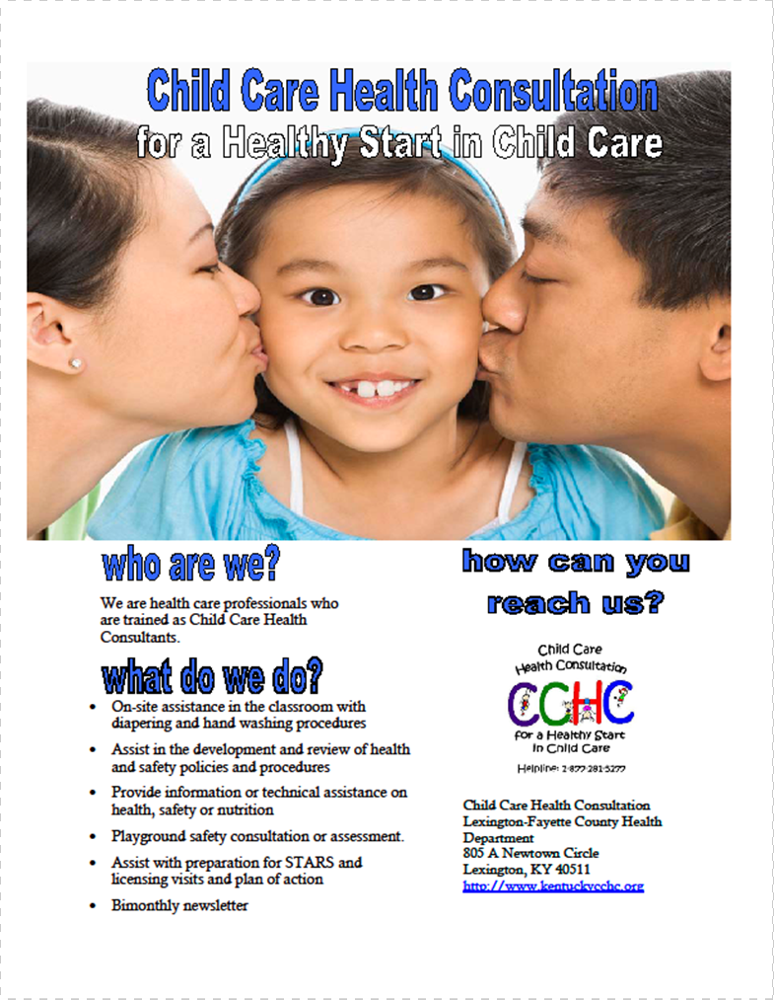 Child Care Health Consultation
for a Healthy Start in Child Care
who are we?
We are health care professionals who
are trained as Child Care Health
Consultants.
what do we do?
• On-site assistance in the classroom with
diapering and hand washing procedures
• Assist in the development and review of health
and safety policies and procedures
• Provide information or technical assistance on
health, safety or nutrition
• Playground safety consultation or assessment.
• Assist with preparation for STARS and
licensing visits and plan of action
• Bimonthly newsletter
how can you
reach us?
Child Care
Health Consultation
CCHC
for a Healthy Start
in Child Care
Helpline: 1-877-281-5277
Child Care Health Consultation
Lexington-Fayette County Health
Department
805 A Newtown Circle
Lexington, KY 40511
http://www.kentuckycchc.org